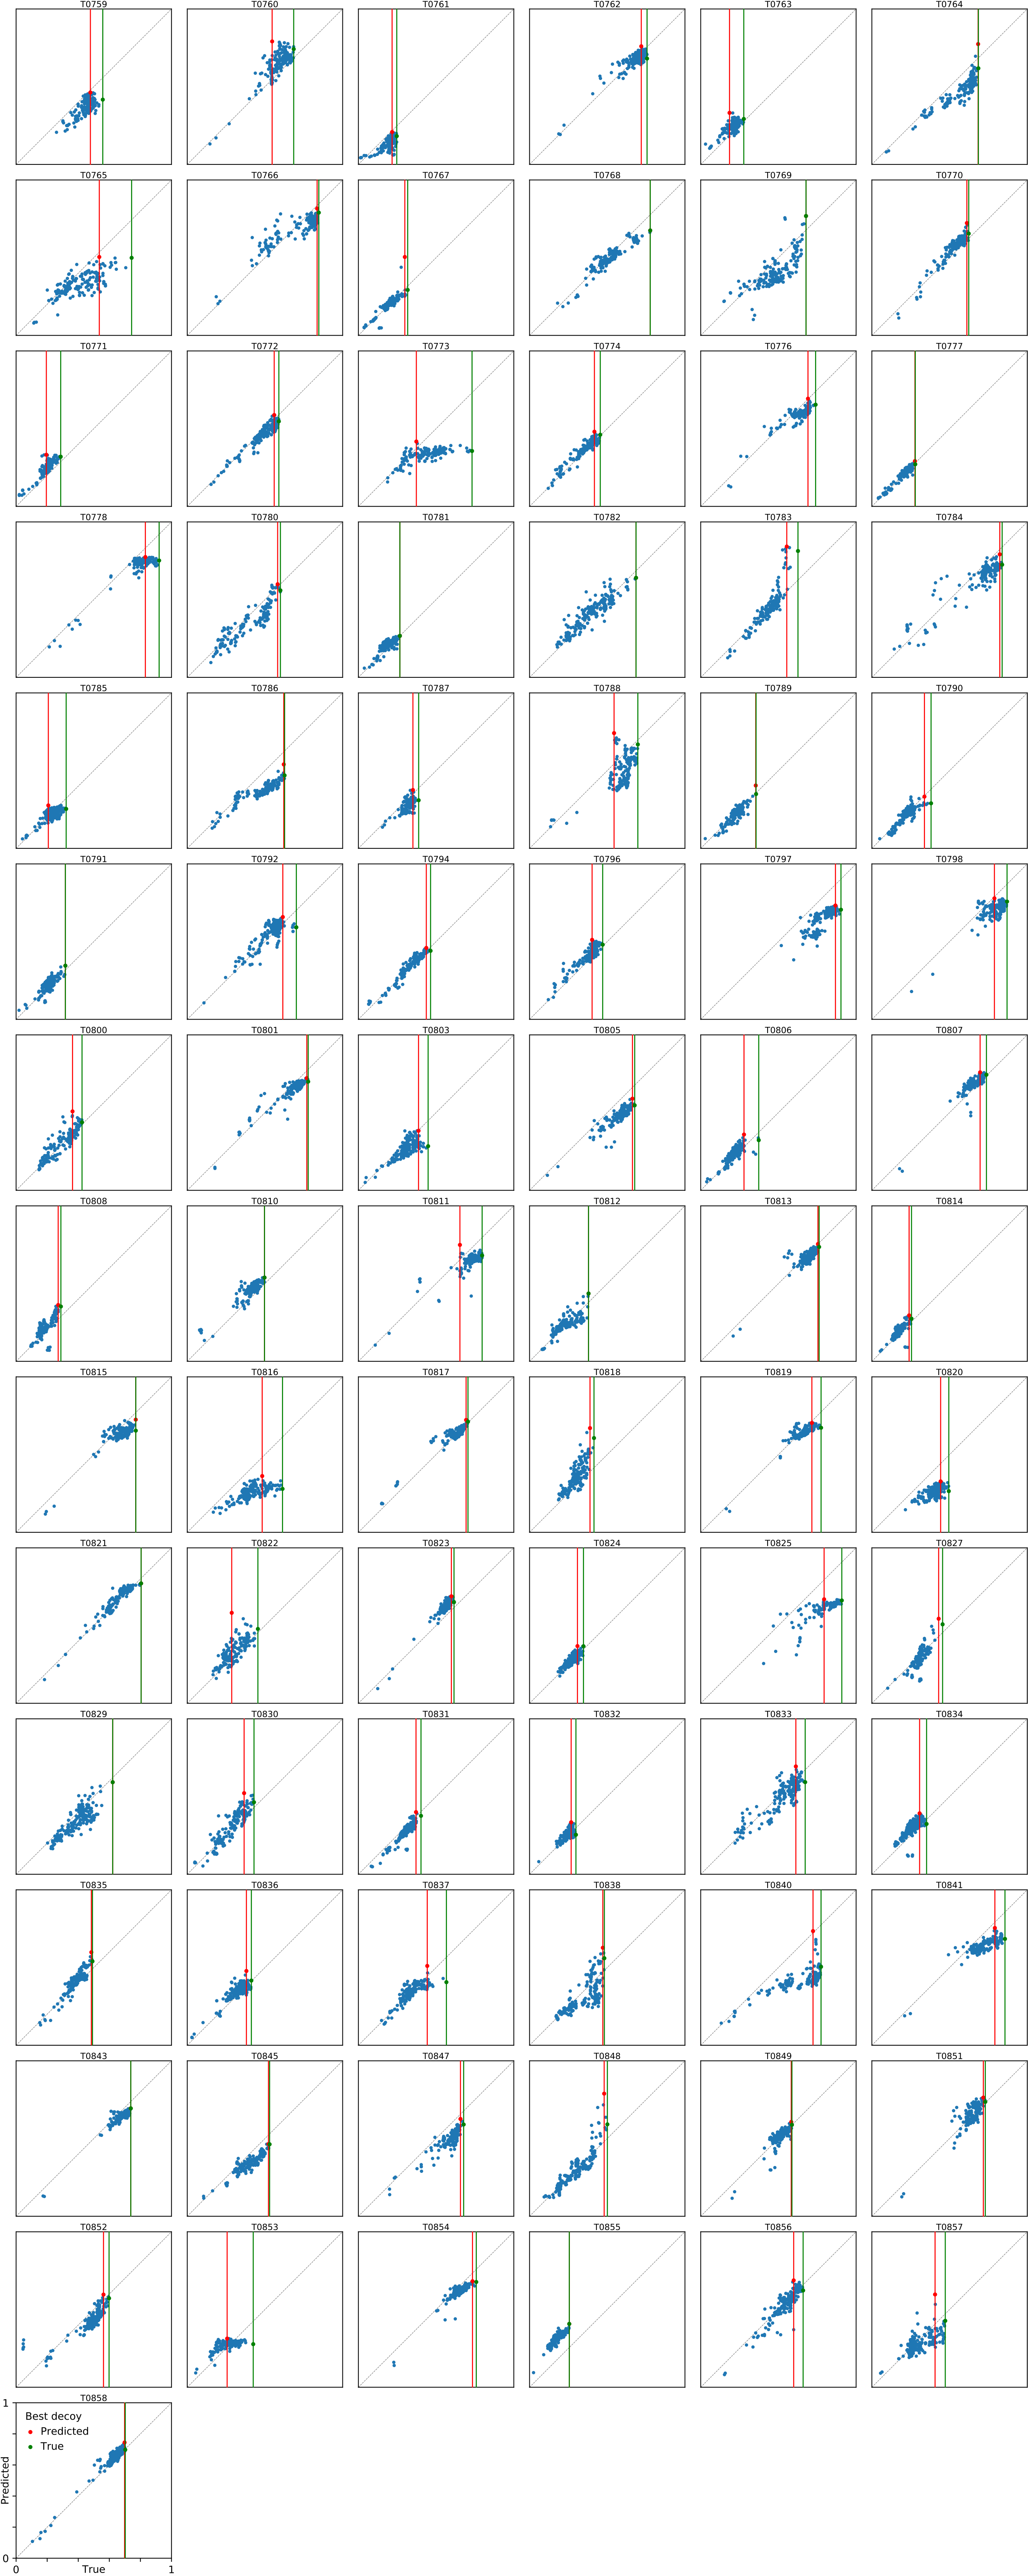 T0759 T0760 T0761 T0762 T0763 T0764
T0765 T0766 T0767 T0768 T0769 T0770
T0771 T0772 T0773 T0774 T0776 T0777
T0778 T0780 T0781 T0782 T0783 T0784
T0785 T0786 T0787 T0788 T0789 T0790
T0791 T0792 T0794 T0796 T0797 T0798
T0800 T0801 T0803 T0805 T0806 T0807
T0808 T0810 T0811 T0812 T0813 T0814
T0815 T0816 T0817 T0818 T0819 T0820
T0821 T0822 T0823 T0824 T0825 T0827
T0829 T0830 T0831 T0832 T0833 T0834
T0835 T0836 T0837 T0838 T0840 T0841
T0843 T0845 T0847 T0848 T0849 T0851
T0852 T0853 T0854 T0855 T0856 T0857
T0858
1
Best decoy
Predicted
True
Predicted
0
0 True 1